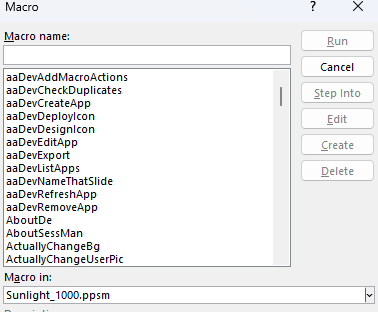 Macro
?
Macro name:
Run
Cancel
Step Into
Edit
Create
Delete
aaDevAddMacroActions
aaDevCheckDuplicates
aaDevCreateApp
aaDevDeployIcon
aaDevDesignIcon
aaDevEditApp
aaDevExport
aaDevListApps
aaDevNameThatSlide
aaDevRefreshApp
aaDevRemoveApp
AboutDe
AboutSessMan
ActuallyChangeBg
ActuallyChangeUserPic
Macro in:
Sunlight_1000.ppsm